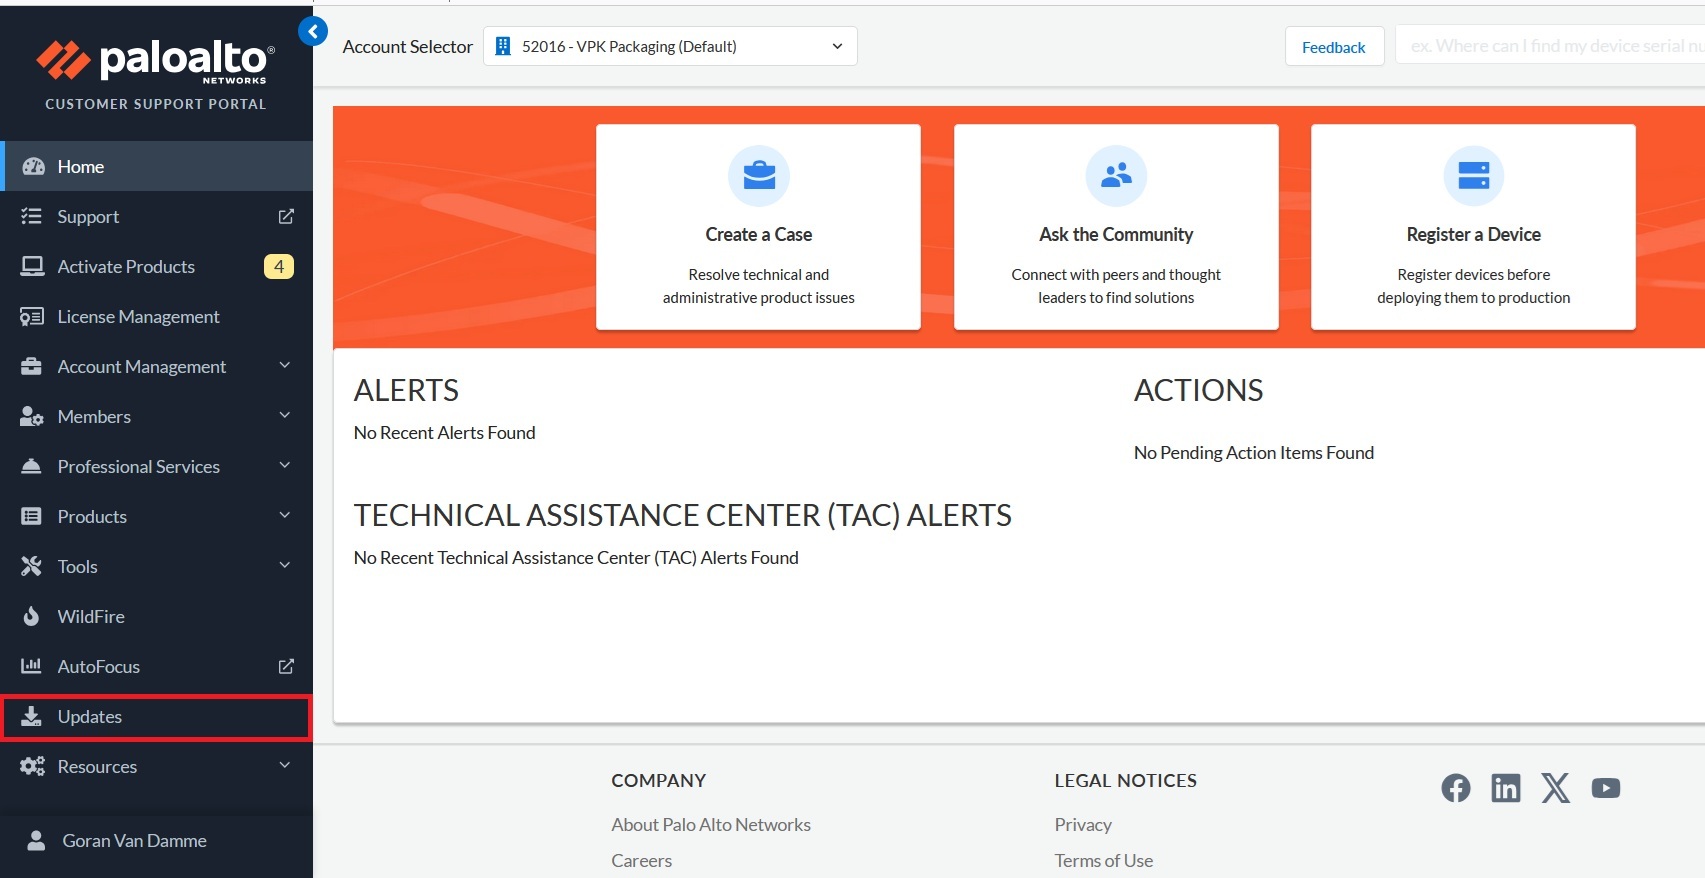 paloalto®
NETWORKS
CUSTOMER SUPPORT PORTAL
Home
Support
Activate Products 4
License Management
Account Management
Members
Professional Services
Products
Tools
WildFire
AutoFocus
Updates
Resources
Goran Van Damme
Account Selector 52016 - VPK Packaging (Default)
Feedback
ex. Where can I find my device serial nu
Create a Case
Resolve technical and
administrative product issues
Ask the Community
Connect with peers and thought
leaders to find solutions
Register a Device
Register devices before
deploying them to production
ALERTS
No Recent Alerts Found
ACTIONS
No Pending Action Items Found
TECHNICAL ASSISTANCE CENTER (TAC) ALERTS
No Recent Technical Assistance Center (TAC) Alerts Found
COMPANY
About Palo Alto Networks
Careers
LEGAL NOTICES
Privacy
Terms of Use